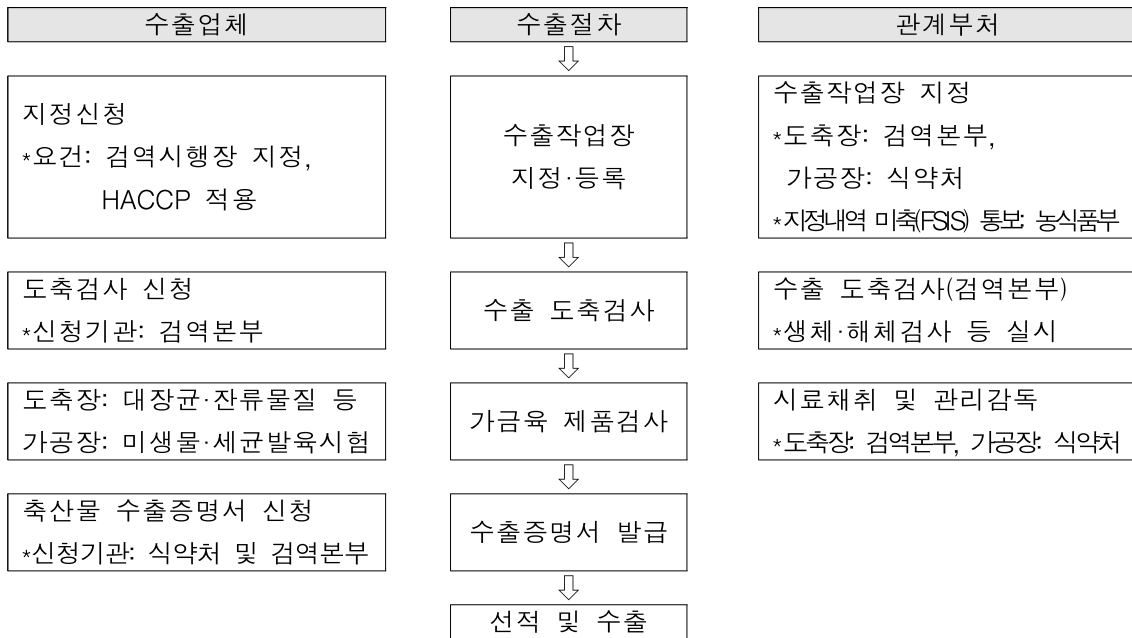 수출업체
수출절차
관계부처
지정신청
*요건: 검역시행장 지정,
HACCP 적용
수출작업장
지정·등록
수출작업장 지정
*도축장: 검역본부,
가공장: 식약처
*지정내역 미측(FSIS) 통보: 농식품부
도축검사 신청
*신청기관: 검역본부
수출 도축검사
수출 도축검사(검역본부)
*생체·해체검사 등 실시
도축장: 대장균·잔류물질 등
가공장: 미생물·세균발육시험
가금육 제품검사
시료채취 및 관리감독
*도축장: 검역본부, 가공장: 식약처
축산물 수출증명서 신청
*신청기관: 식약처 및 검역본부
수출증명서 발급
선적 및 수출